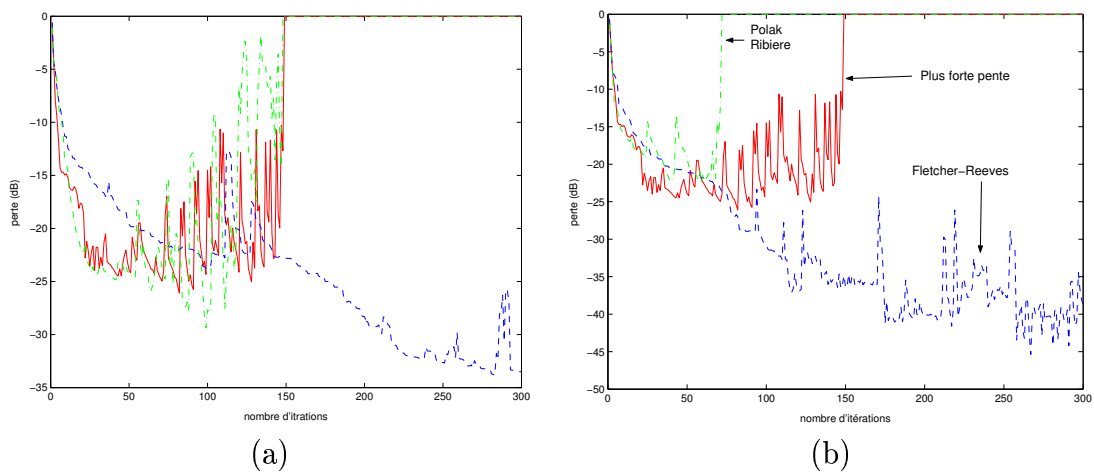 0
−5
−10
−15
−20
−25
−30
−35
perte (dB)
0 50 100 150 200 250 300
nombre d'itrations
(a)
0
−5
−10
−15
−20
−25
−30
−35
−40
−45
−50
perte (dB)
Polak
Ribiere
Plus forte pente
Fletcher−Reeves
0 50 100 150 200 250 300
nombre d'itérations
(b)